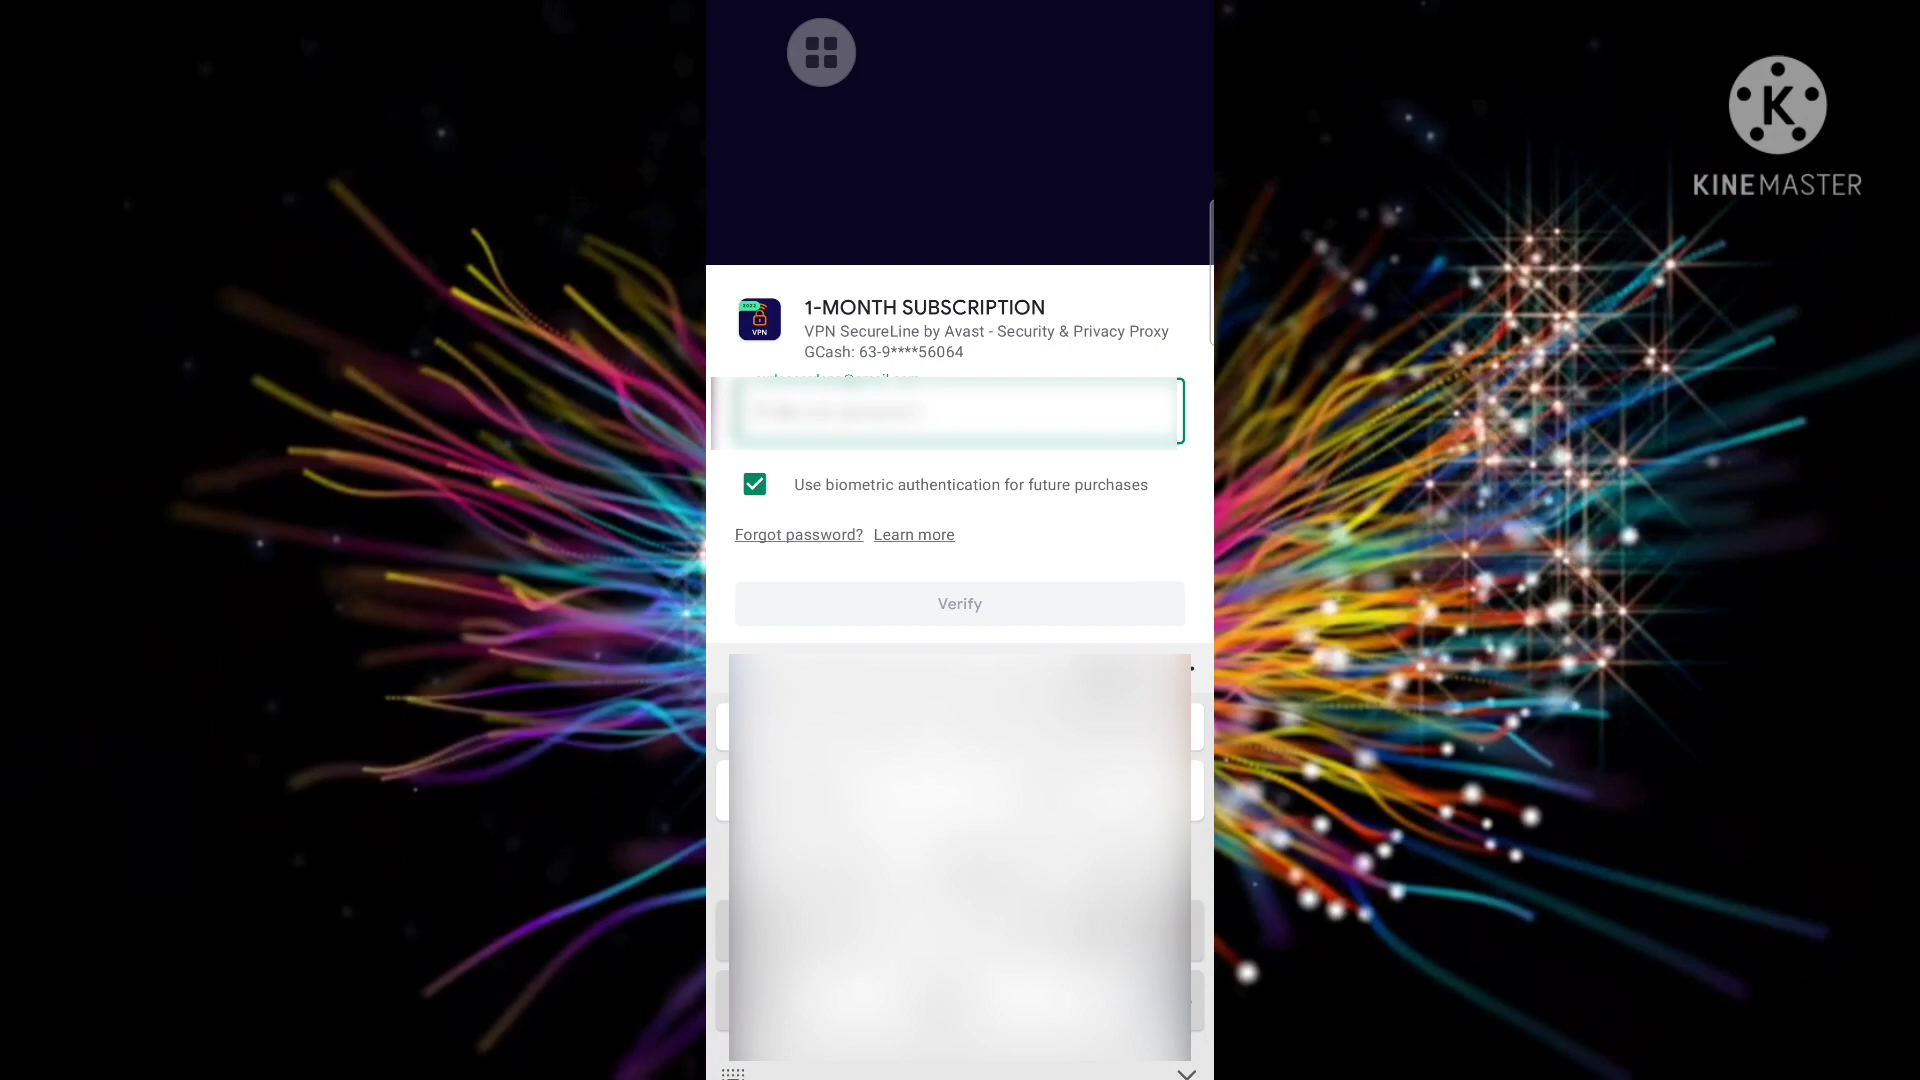 K
KINEMASTER
2022
VPN
1-MONTH SUBSCRIPTION
VPN SecureLine by Avast - Security & Privacy Proxy
GCash: 63-9****56064
Use biometric authentication for future purchases
Forgot password? Learn more
Verify